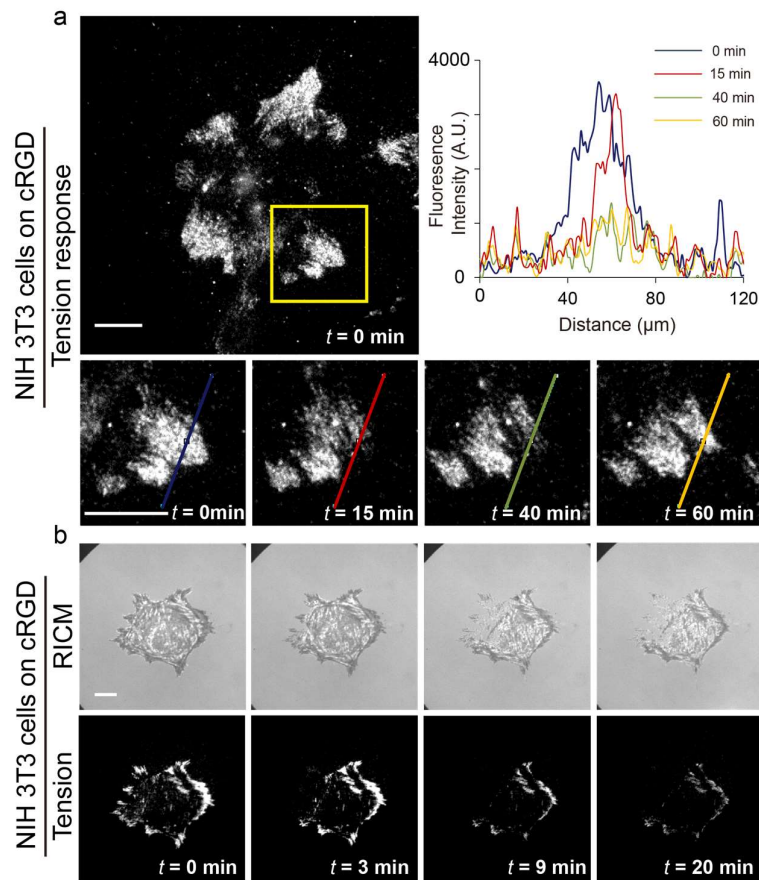 a
NIH 3T3 cells on cRGD
Tension response
t = 0 min
4000
0 min
15 min
40 min
60 min
Fluoresence
Intensity (A.U.)
0
0
40
80
120
Distance (μm)
t = 0min
t = 15 min
t = 40 min
t = 60 min
b
NIH 3T3 cells on cRGD
RICM
Tension
t = 0 min
t = 3 min
t = 9 min
t = 20 min